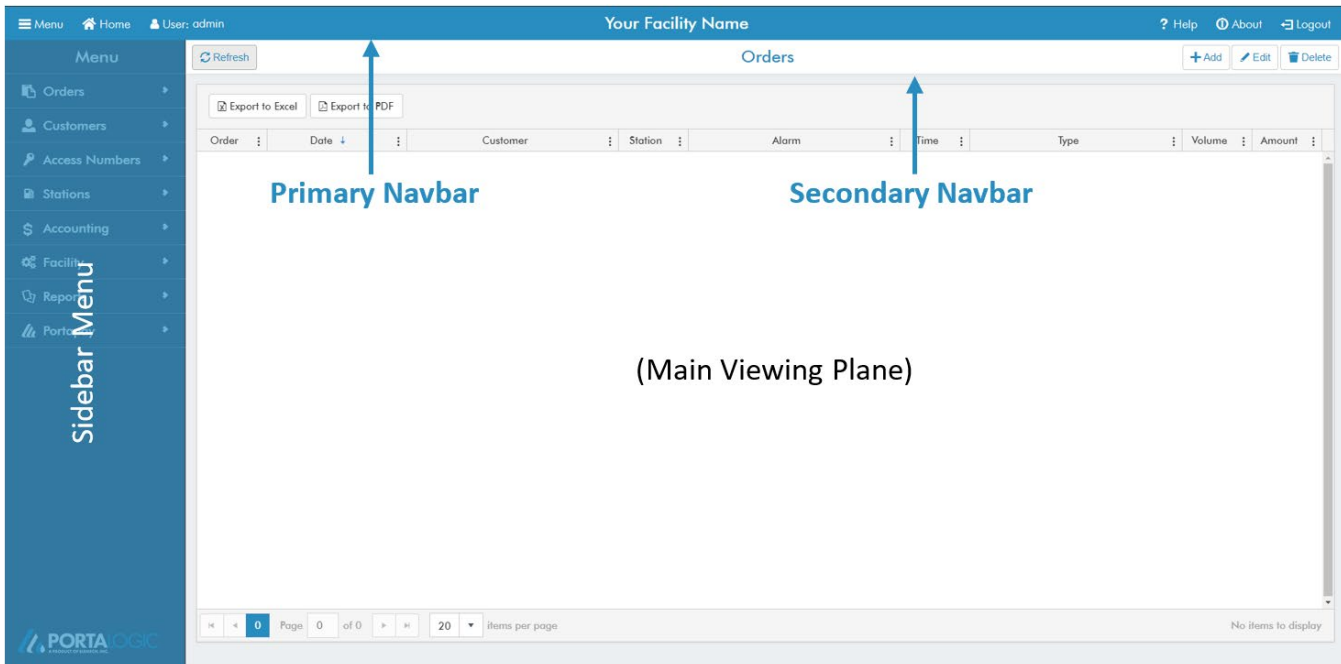 Menu Home User: admin Your Facility Name ? Help About Logout
Menu Refresh Orders + Add Edit Delete
Orders
Customers
Access Numbers
Stations
$ Accounting
Facility
Reports
Portapay
Sidebar Menu
Export to Excel Export to PDF
Order Date ↓ Customer Station Alarm Time Type Volume Amount
Primary Navbar Secondary Navbar
(Main Viewing Plane)
0 Page 0 of 0 20 items per page No items to display
PORTALOGIC